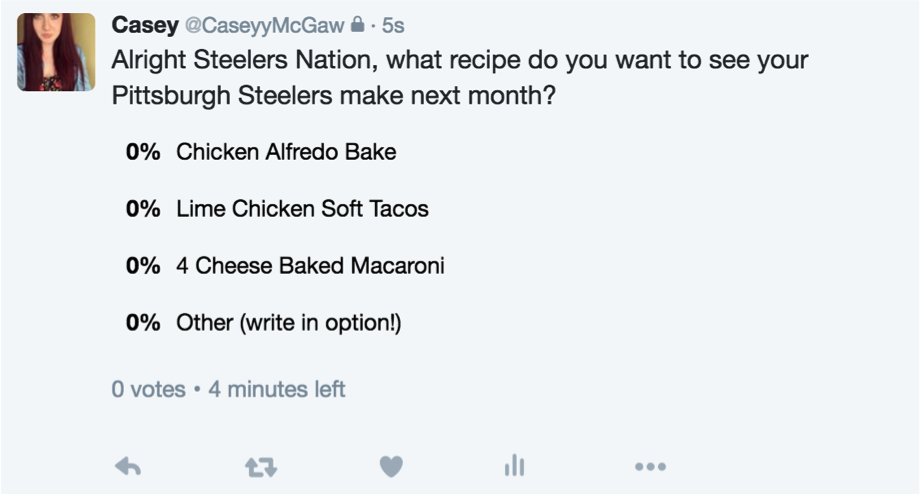 Casey @CaseyyMcGaw · 5s
Alright Steelers Nation, what recipe do you want to see your
Pittsburgh Steelers make next month?
0% Chicken Alfredo Bake
0% Lime Chicken Soft Tacos
0% 4 Cheese Baked Macaroni
0% Other (write in option!)
0 votes • 4 minutes left